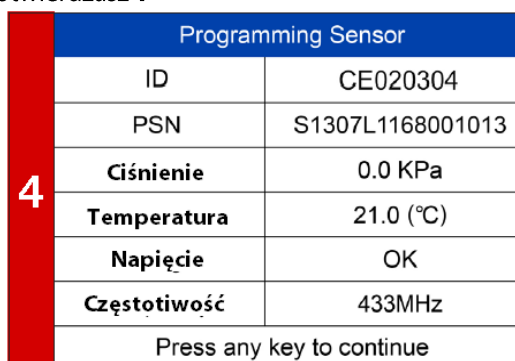 Programming Sensor
ID CE020304
PSN S1307L1168001013
Ciśnienie 0.0 KPa
4
Temperatura 21.0 (℃)
Napięcie OK
Częstotiwość 433MHz
Press any key to continue